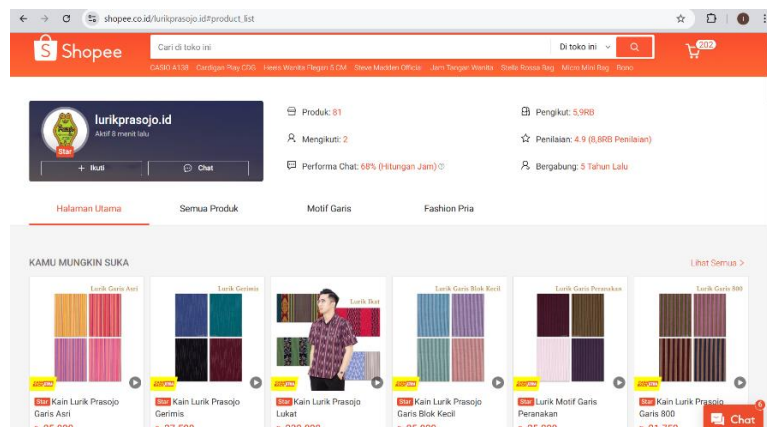 shopee.co.id/lurikprasojo.id#product_list
Shopee
Cari di toko ini
Di toko ini
202
CASIO A138 Cardigan Play CDG Heels Wanita Elegan 5 CM Steve Madden Official Jam Tangan Wanita Stella Rossa Bag Micro Mini Bag Bono
lurikprasojo.id
Aktif 8 menit lalu
Star
+ Ikuti
Chat
Produk: 81
Mengikuti: 2
Performa Chat: 68% (Hitungan Jam)
Pengikut: 5,9RB
Penilaian: 4.9 (8,8RB Penilaian)
Bergabung: 5 Tahun Lalu
Halaman Utama
Semua Produk
Motif Garis
Fashion Pria
KAMU MUNGKIN SUKA
Lihat Semua >
Lurik Garis Asri
Star Kain Lurik Prasojo
Garis Asri
Lurik Gerimis
Star Kain Lurik Prasojo
Gerimis
Lurik Ikat
Star Kain Lurik Prasojo
Lukat
Lurik Garis Blok Kecil
Star Kain Lurik Prasojo
Garis Blok Kecil
Lurik Garis Peranakan
Star Lurik Motif Garis
Peranakan
Lurik Garis 800
Star Kain Lurik Prasojo
Garis 800
6
Chat